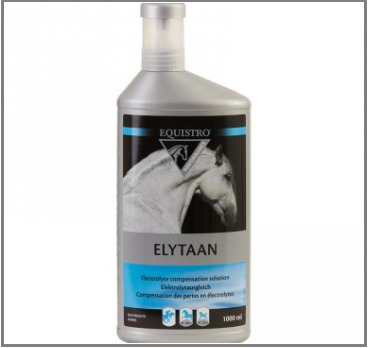 EQUISTRO
ELYTAAN
Electrolyte compensation solution
Elektrolytausgleich
Compensation des pertes en électrolytes
1000 ml